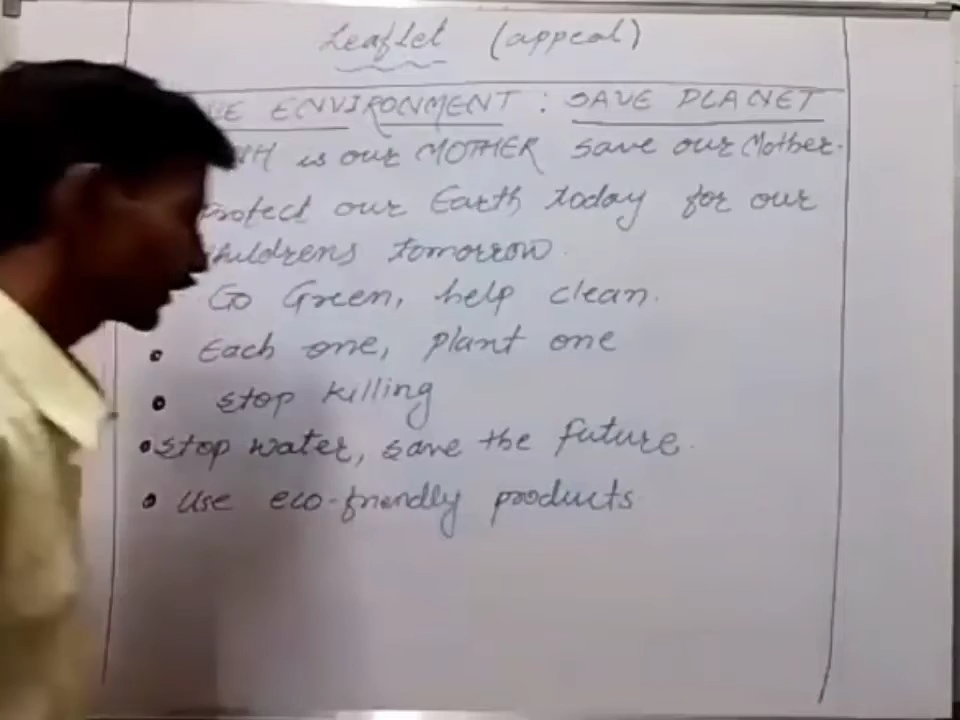 Leaflet (appeal)
ENVIRONMENT : SAVE PLANET
is our MOTHER save our Mother.
Protect our Earth today for our
childrens tomorrow.
Go Green, help clean.
• Each one, plant one
• stop killing
• stop water, save the future.
• Use eco-friendly products